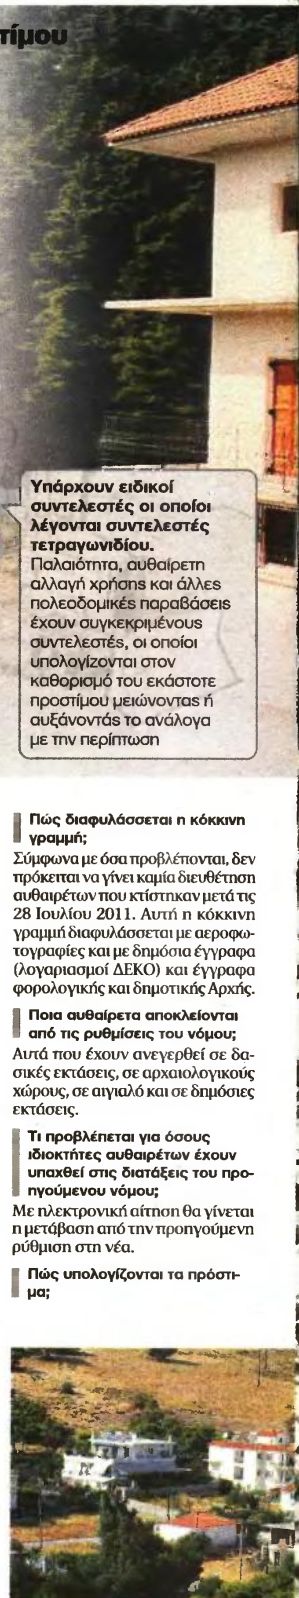 τίμου
Υπάρχουν ειδικοί
συντελεστές οι οποίοι
λέγονται συντελεστές
τετραγωνιδίου.
Παλαιότητα, αυθαίρετη
αλλαγή χρήσης και άλλες
πολεοδομικές παραβάσεις
έχουν συγκεκριμένους
συντελεστές, οι οποίοι
υπολογίζονται στον
καθορισμό του εκάστοτε
προστίμου μειώνοντας ή
αυξάνοντάς το ανάλογα
με την περίπτωση
Πώς διαφυλάσσεται η κόκκινη
γραμμή;
Σύμφωνα με όσα προβλέπονται, δεν
πρόκειται να γίνει καμία διευθέτηση
αυθαιρέτων που κτίστηκαν μετά τις
28 Ιουλίου 2011. Αυτή η κόκκινη
γραμμή διαφυλάσσεται με αεροφω-
τογραφίες και με δημόσια έγγραφα
(λογαριασμοί ΔΕΚΟ) και έγγραφα
φορολογικής και δημοτικής Αρχής.
Ποια αυθαίρετα αποκλείονται
από τις ρυθμίσεις του νόμου;
Αυτά που έχουν ανεγερθεί σε δα-
σικές εκτάσεις, σε αρχαιολογικούς
χώρους, σε αιγιαλό και σε δημόσιες
εκτάσεις.
Τι προβλέπεται για όσους
ιδιοκτήτες αυθαιρέτων έχουν
υπαχθεί στις διατάξεις του προ-
ηγούμενου νόμου;
Με ηλεκτρονική αίτηση θα γίνεται
η μετάβαση από την προηγούμενη
ρύθμιση στη νέα.
Πώς υπολογίζονται τα πρόστι-
μα;